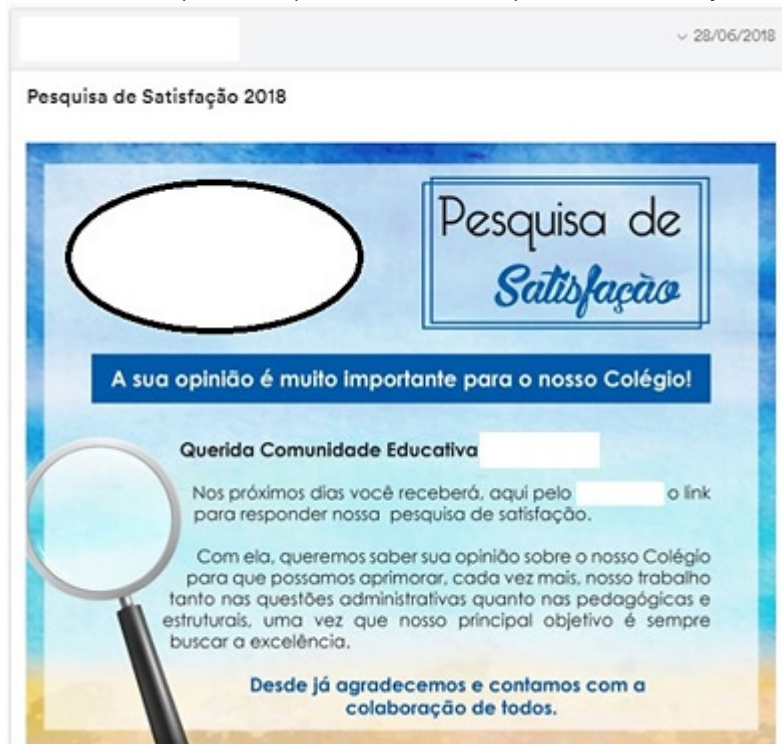 28/06/2018
Pesquisa de Satisfação 2018
Pesquisa de
Satisfação
A sua opinião é muito importante para o nosso Colégio!
Querida Comunidade Educativa
Nos próximos dias você receberá, aqui pelo o link
para responder nossa pesquisa de satisfação.
Com ela, queremos saber sua opinião sobre o nosso Colégio
para que possamos aprimorar, cada vez mais, nosso trabalho
tanto nas questões administrativas quanto nas pedagógicas e
estruturais, uma vez que nosso principal objetivo é sempre
buscar a excelência.
Desde já agradecemos e contamos com a
colaboração de todos.